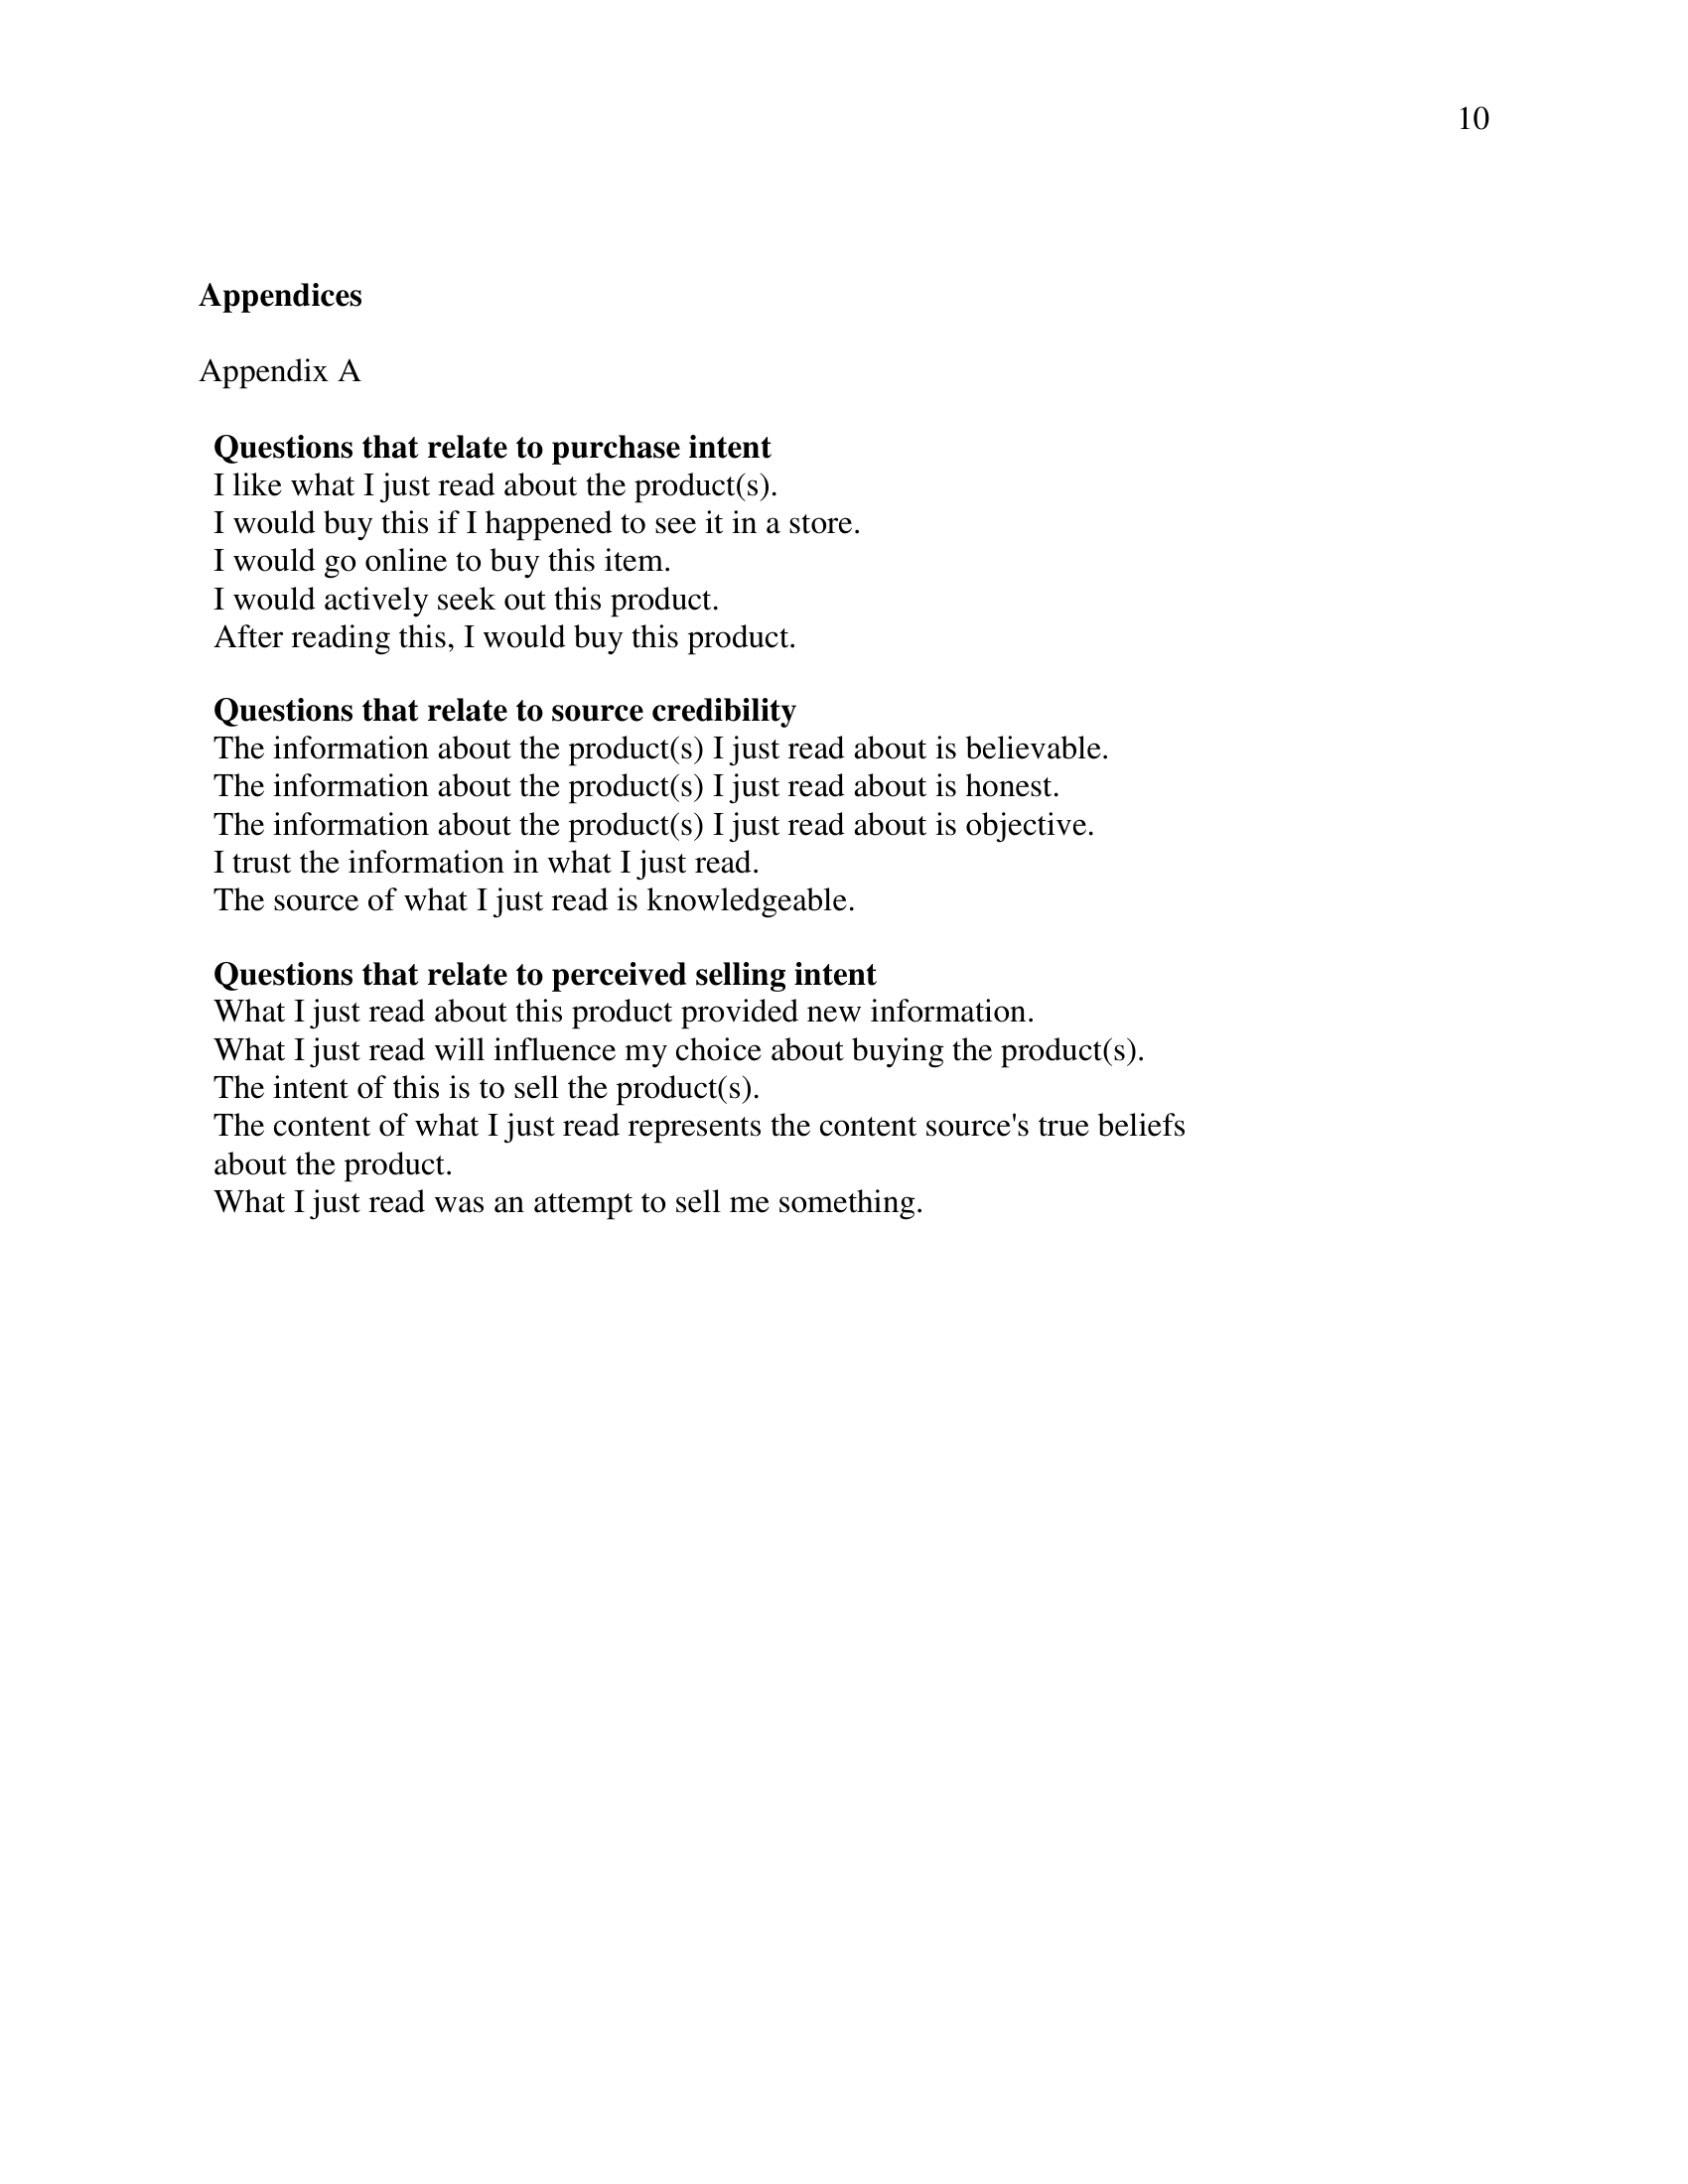 10
Appendices
Appendix A
Questions that relate to purchase intent
I like what I just read about the product(s).
I would buy this if I happened to see it in a store.
I would go online to buy this item.
I would actively seek out this product.
After reading this, I would buy this product.
Questions that relate to source credibility
The information about the product(s) I just read about is believable.
The information about the product(s) I just read about is honest.
The information about the product(s) I just read about is objective.
I trust the information in what I just read.
The source of what I just read is knowledgeable.
Questions that relate to perceived selling intent
What I just read about this product provided new information.
What I just read will influence my choice about buying the product(s).
The intent of this is to sell the product(s).
The content of what I just read represents the content source's true beliefs
about the product.
What I just read was an attempt to sell me something.